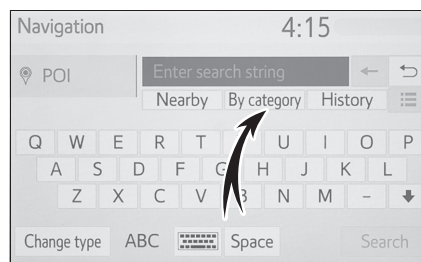 Navigation 4:15
POI Enter search string
Nearby By category History
Q W E R T U I O P
A S D F G H J K L
Z X C V B N M –
Change type ABC Space Search